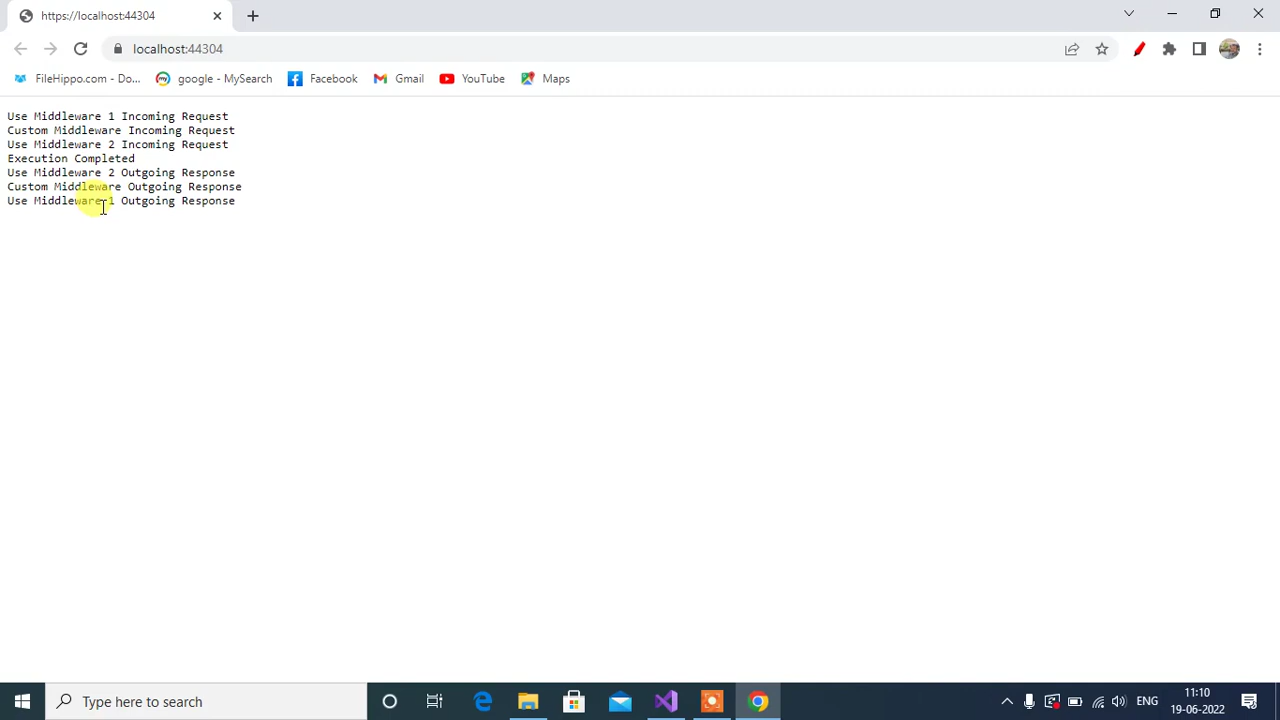 https://localhost:44304
localhost:44304
FileHippo.com - Do...
google - MySearch
Facebook
Gmail
YouTube
Maps
Use Middleware 1 Incoming Request
Custom Middleware Incoming Request
Use Middleware 2 Incoming Request
Execution Completed
Use Middleware 2 Outgoing Response
Custom Middleware Outgoing Response
Use Middleware 1 Outgoing Response
Type here to search
ENG
11:10
19-06-2022